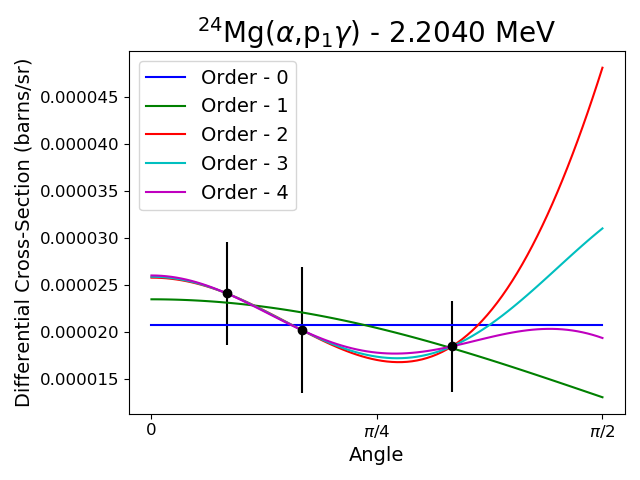 ²⁴Mg(α,p₁γ) - 2.2040 MeV
Order - 0
Order - 1
Order - 2
Order - 3
Order - 4
Differential Cross-Section (barns/sr)
0.000045
0.000040
0.000035
0.000030
0.000025
0.000020
0.000015
0
π/4
π/2
Angle